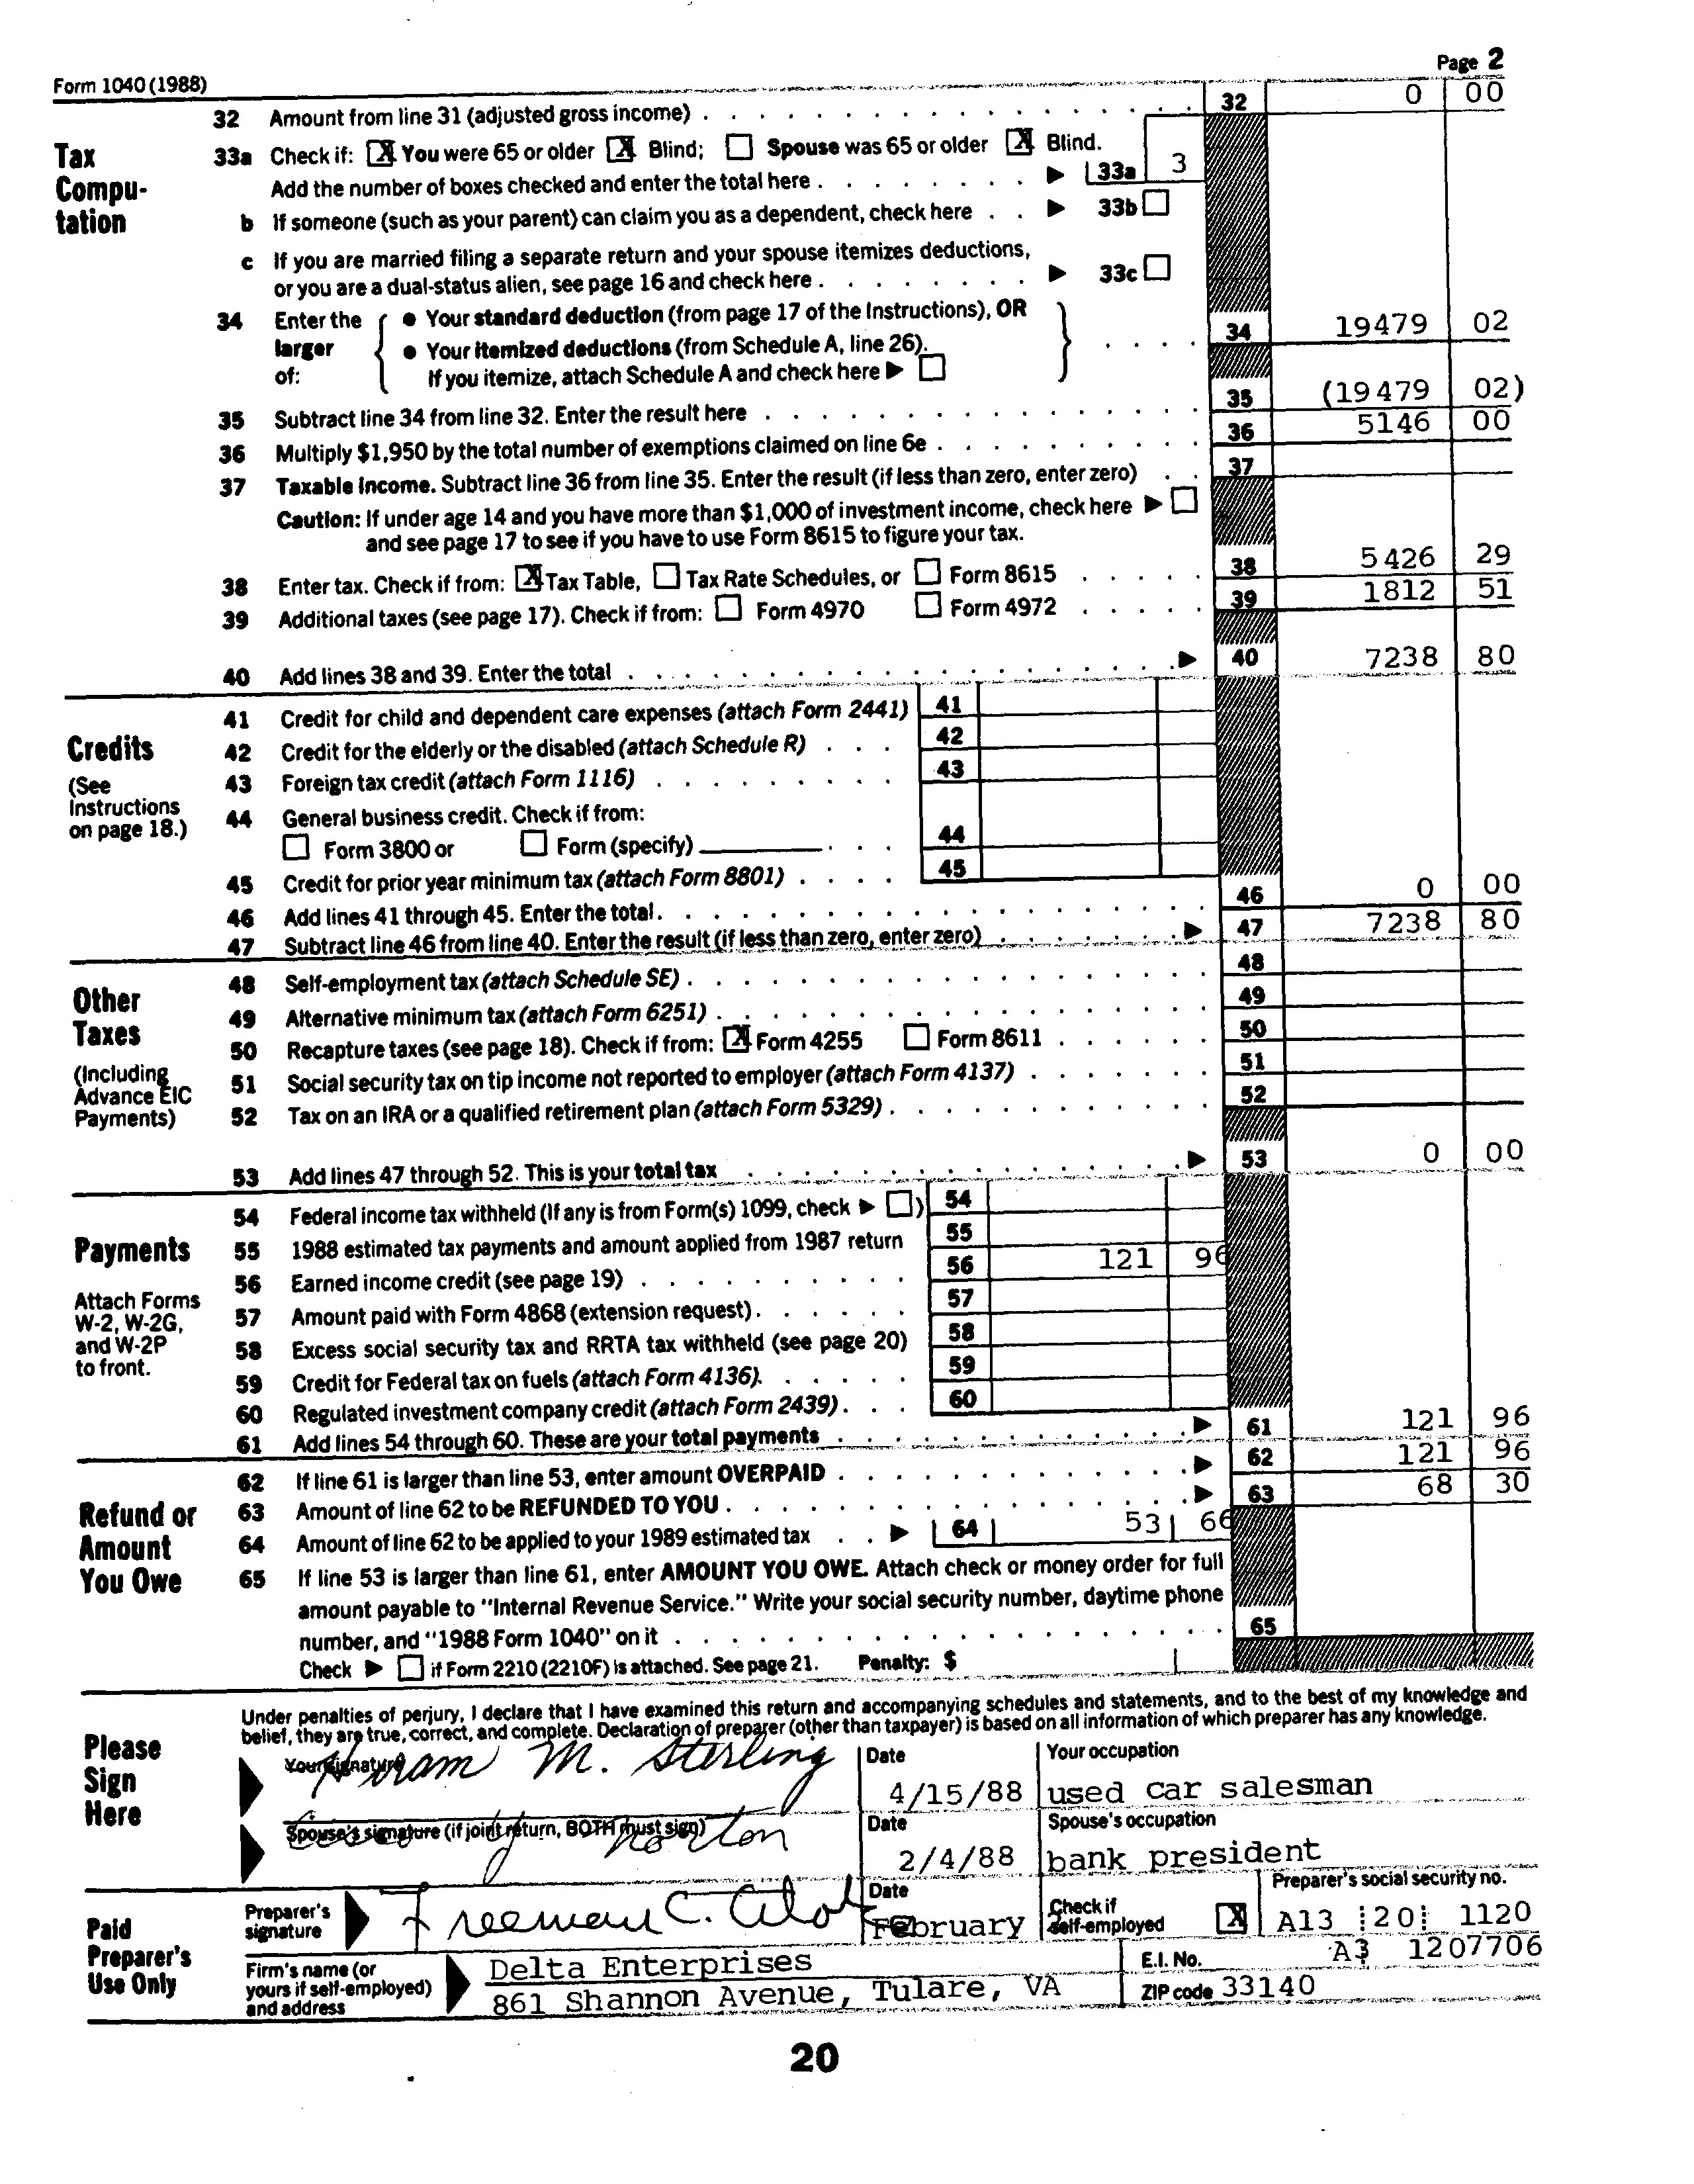 Form 1040 (1988) Page 2
32 Amount from line 31 (adjusted gross income) 32 0 00
Tax Compu- tation
33a Check if: X You were 65 or older X Blind; Spouse was 65 or older X Blind.
Add the number of boxes checked and enter the total here 33a 3
b If someone (such as your parent) can claim you as a dependent, check here 33b
c If you are married filing a separate return and your spouse itemizes deductions,
or you are a dual-status alien, see page 16 and check here 33c
34 Enter the larger of:
• Your standard deduction (from page 17 of the Instructions), OR
• Your itemized deductions (from Schedule A, line 26).
If you itemize, attach Schedule A and check here
34 19479 02
35 Subtract line 34 from line 32. Enter the result here 35 (19479 02)
36 Multiply $1,950 by the total number of exemptions claimed on line 6e 36 5146 00
37 Taxable income. Subtract line 36 from line 35. Enter the result (if less than zero, enter zero) 37
Caution: If under age 14 and you have more than $1,000 of investment income, check here
and see page 17 to see if you have to use Form 8615 to figure your tax.
38 Enter tax. Check if from: X Tax Table, Tax Rate Schedules, or Form 8615 38 5426 29
39 Additional taxes (see page 17). Check if from: Form 4970 Form 4972 39 1812 51
40 Add lines 38 and 39. Enter the total 40 7238 80
Credits
(See Instructions on page 18.)
41 Credit for child and dependent care expenses (attach Form 2441) 41
42 Credit for the elderly or the disabled (attach Schedule R) 42
43 Foreign tax credit (attach Form 1116) 43
44 General business credit. Check if from:
Form 3800 or Form (specify) 44
45 Credit for prior year minimum tax (attach Form 8801) 45
46 Add lines 41 through 45. Enter the total. 46 0 00
47 Subtract line 46 from line 40. Enter the result (if less than zero, enter zero) 47 7238 80
Other Taxes
(Including Advance EIC Payments)
48 Self-employment tax (attach Schedule SE) 48
49 Alternative minimum tax (attach Form 6251) 49
50 Recapture taxes (see page 18). Check if from: X Form 4255 Form 8611 50
51 Social security tax on tip income not reported to employer (attach Form 4137) 51
52 Tax on an IRA or a qualified retirement plan (attach Form 5329) 52
53 Add lines 47 through 52. This is your total tax 53 0 00
Payments
Attach Forms W-2, W-2G, and W-2P to front.
54 Federal income tax withheld (If any is from Form(s) 1099, check ) 54
55 1988 estimated tax payments and amount applied from 1987 return 55
56 Earned income credit (see page 19) 56 121 96
57 Amount paid with Form 4868 (extension request) 57
58 Excess social security tax and RRTA tax withheld (see page 20) 58
59 Credit for Federal tax on fuels (attach Form 4136). 59
60 Regulated investment company credit (attach Form 2439) 60
61 Add lines 54 through 60. These are your total payments 61 121 96
Refund or Amount You Owe
62 If line 61 is larger than line 53, enter amount OVERPAID 62 121 96
63 Amount of line 62 to be REFUNDED TO YOU 63 68 30
64 Amount of line 62 to be applied to your 1989 estimated tax 64 53 66
65 If line 53 is larger than line 61, enter AMOUNT YOU OWE. Attach check or money order for full
amount payable to "Internal Revenue Service." Write your social security number, daytime phone
number, and "1988 Form 1040" on it 65
Check if Form 2210 (2210F) is attached. See page 21. Penalty: $
Please Sign Here
Under penalties of perjury, I declare that I have examined this return and accompanying schedules and statements, and to the best of my knowledge and
belief, they are true, correct, and complete. Declaration of preparer (other than taxpayer) is based on all information of which preparer has any knowledge.
Your signature Hiram M. Sterling Date 4/15/88 Your occupation used car salesman
Spouse's signature (if joint return, BOTH must sign) Norton Date 2/4/88 Spouse's occupation bank president
Paid Preparer's Use Only
Preparer's signature Freeman C. Date February Check if self-employed X Preparer's social security no. A13 20 1120
Firm's name (or yours if self-employed) and address
Delta Enterprises E.I. No. A3 1207706
861 Shannon Avenue, Tulare, VA ZIP code 33140
20